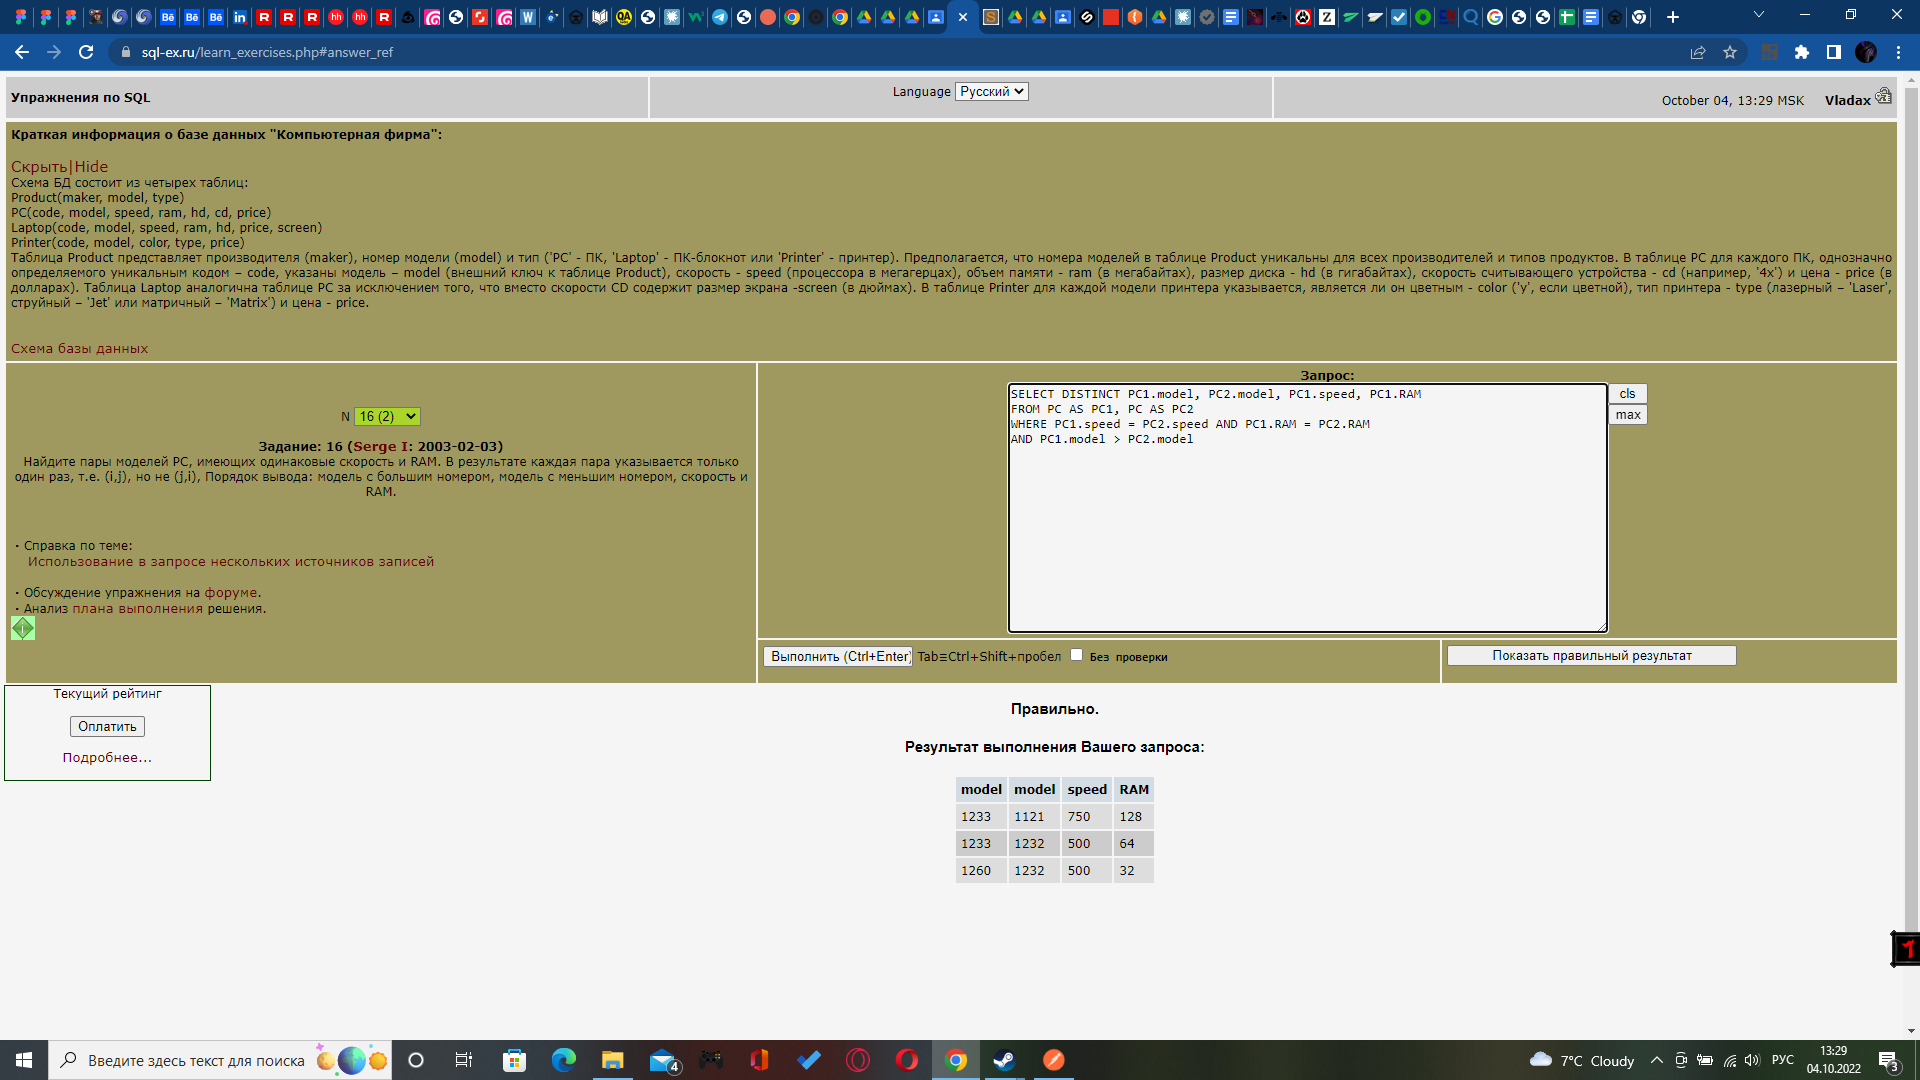 sql-ex.ru/learn_exercises.php#answer_ref
Упражнения по SQL
Language Русский
October 04, 13:29 MSK Vladax
Краткая информация о базе данных "Компьютерная фирма":
Скрыть|Hide
Схема БД состоит из четырех таблиц:
Product(maker, model, type)
PC(code, model, speed, ram, hd, cd, price)
Laptop(code, model, speed, ram, hd, price, screen)
Printer(code, model, color, type, price)
Таблица Product представляет производителя (maker), номер модели (model) и тип ('PC' - ПК, 'Laptop' - ПК-блокнот или 'Printer' - принтер). Предполагается, что номера моделей в таблице Product уникальны для всех производителей и типов продуктов. В таблице PC для каждого ПК, однозначно
определяемого уникальным кодом – code, указаны модель – model (внешний ключ к таблице Product), скорость - speed (процессора в мегагерцах), объем памяти - ram (в мегабайтах), размер диска - hd (в гигабайтах), скорость считывающего устройства - cd (например, '4x') и цена - price (в
долларах). Таблица Laptop аналогична таблице РС за исключением того, что вместо скорости CD содержит размер экрана -screen (в дюймах). В таблице Printer для каждой модели принтера указывается, является ли он цветным - color ('y', если цветной), тип принтера - type (лазерный – 'Laser',
струйный – 'Jet' или матричный – 'Matrix') и цена - price.
Схема базы данных
N 16 (2)
Задание: 16 (Serge I: 2003-02-03)
Найдите пары моделей PC, имеющих одинаковые скорость и RAM. В результате каждая пара указывается только
один раз, т.е. (i,j), но не (j,i), Порядок вывода: модель с большим номером, модель с меньшим номером, скорость и
RAM.
· Справка по теме:
Использование в запросе нескольких источников записей
· Обсуждение упражнения на форуме.
· Анализ плана выполнения решения.
Запрос:
SELECT DISTINCT PC1.model, PC2.model, PC1.speed, PC1.RAM
FROM PC AS PC1, PC AS PC2
WHERE PC1.speed = PC2.speed AND PC1.RAM = PC2.RAM
AND PC1.model > PC2.model
cls
max
Выполнить (Ctrl+Enter) Tab≡Ctrl+Shift+пробел Без проверки
Показать правильный результат
Текущий рейтинг
Оплатить
Подробнее...
Правильно.
Результат выполнения Вашего запроса:
model model speed RAM
1233 1121 750 128
1233 1232 500 64
1260 1232 500 32
Введите здесь текст для поиска
4
7°C Cloudy
РУС
13:29
04.10.2022
3